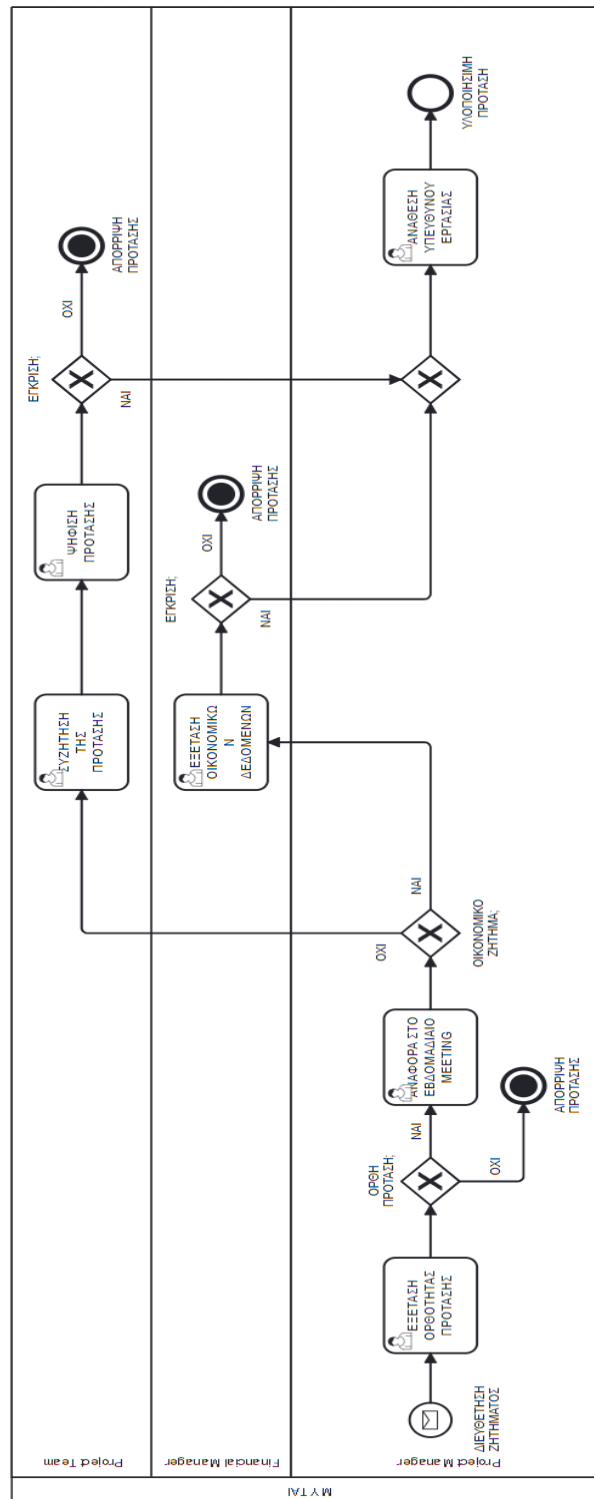 ΜΥΤΑΙ
Project Team
Financial Manager
Project Manager
ΔΙΕΥΘΕΤΗΣΗ
ΖΗΤΗΜΑΤΟΣ
ΕΞΕΤΑΣΗ
ΟΡΘΟΤΗΤΑΣ
ΠΡΟΤΑΣΗΣ
ΟΡΘΗ
ΠΡΟΤΑΣΗ;
ΝΑΙ
ΟΧΙ
ΑΠΟΡΡΙΨΗ
ΠΡΟΤΑΣΗΣ
ΑΝΑΦΟΡΑ ΣΤΟ
ΕΒΔΟΜΑΔΙΑΙΟ
MEETING
ΟΙΚΟΝΟΜΙΚΟ
ΖΗΤΗΜΑ;
ΟΧΙ
ΝΑΙ
ΣΥΖΗΤΗΣΗ
ΤΗΣ
ΠΡΟΤΑΣΗΣ
ΨΗΦΙΣΗ
ΠΡΟΤΑΣΗΣ
ΕΓΚΡΙΣΗ;
ΟΧΙ
ΝΑΙ
ΑΠΟΡΡΙΨΗ
ΠΡΟΤΑΣΗΣ
ΕΞΕΤΑΣΗ
ΟΙΚΟΝΟΜΙΚΩ
Ν
ΔΕΔΟΜΕΝΩΝ
ΕΓΚΡΙΣΗ;
ΟΧΙ
ΝΑΙ
ΑΠΟΡΡΙΨΗ
ΠΡΟΤΑΣΗΣ
ΑΝΑΘΕΣΗ
ΥΠΕΥΘΥΝΟΥ
ΕΡΓΑΣΙΑΣ
ΥΛΟΠΟΙΗΣΙΜΗ
ΠΡΟΤΑΣΗ